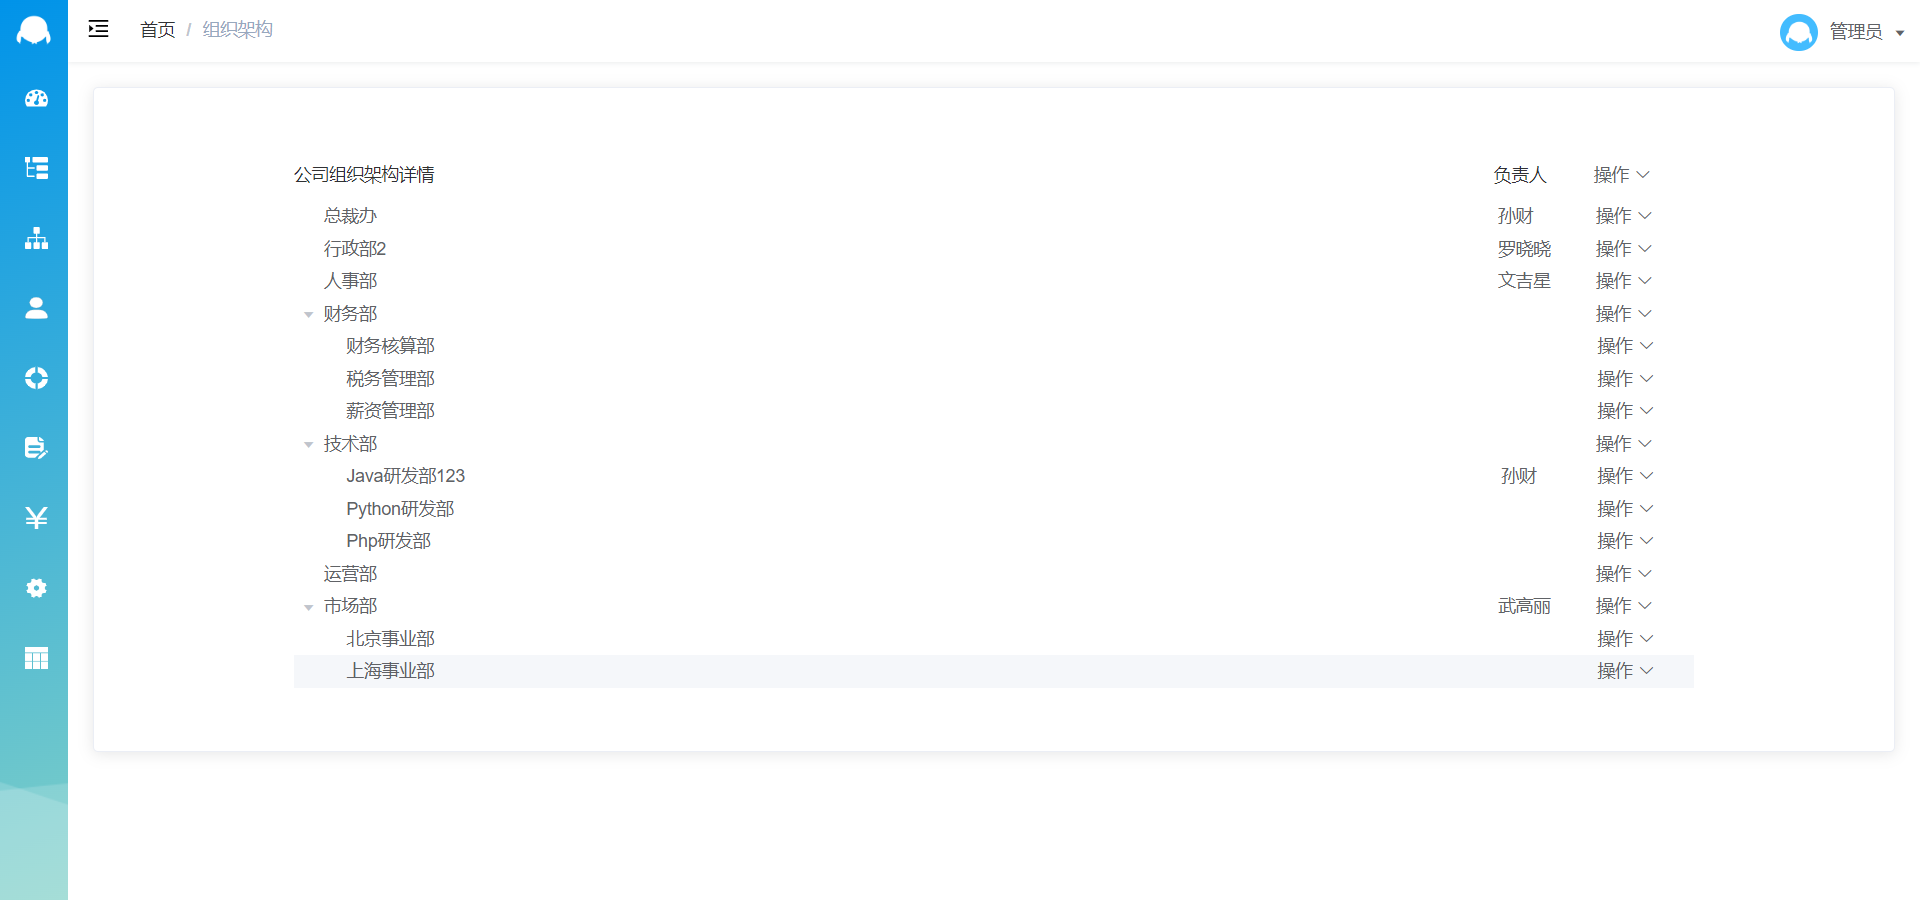 首页 / 组织架构
管理员
公司组织架构详情 负责人 操作
总裁办 孙财 操作
行政部2 罗晓晓 操作
人事部 文吉星 操作
财务部 操作
财务核算部 操作
税务管理部 操作
薪资管理部 操作
技术部 操作
Java研发部123 孙财 操作
Python研发部 操作
Php研发部 操作
运营部 操作
市场部 武高丽 操作
北京事业部 操作
上海事业部 操作